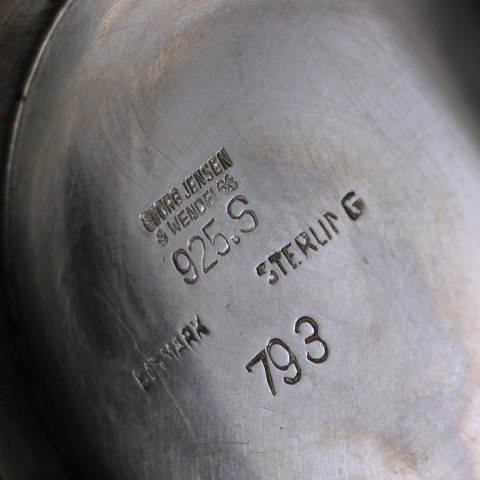 GEORG JENSEN
& WENDEL A/S
925.S
STERLING
DENMARK
793